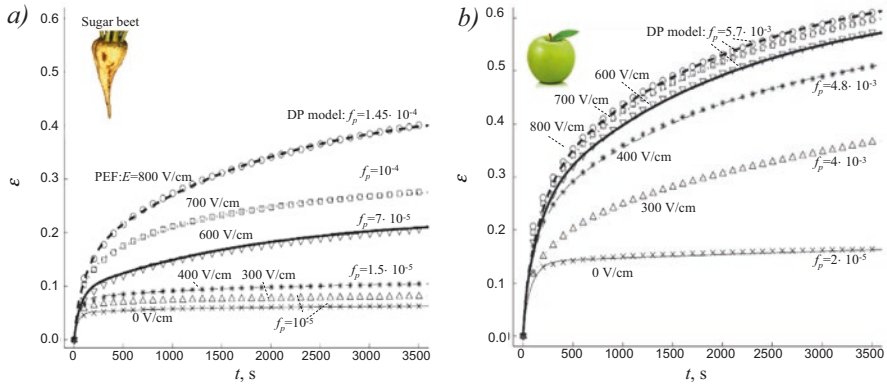 a)
Sugar beet
0.6
0.5
0.4
0.3
0.2
0.1
0.0
ε
DP model: fp=1.45· 10-4
PEF:E=800 V/cm
fp=10-4
700 V/cm
600 V/cm
fp=7· 10-5
400 V/cm
300 V/cm
fp=1.5· 10-5
0 V/cm
fp=10-5
0 500 1000 1500 2000 2500 3000 3500
t, s
b)
0.6
0.5
0.4
0.3
0.2
0.1
0.0
ε
DP model: fp=5.7· 10-3
600 V/cm
700 V/cm
fp=4.8· 10-3
800 V/cm
400 V/cm
fp=4· 10-3
300 V/cm
0 V/cm
fp=2· 10-5
0 500 1000 1500 2000 2500 3000 3500
t, s